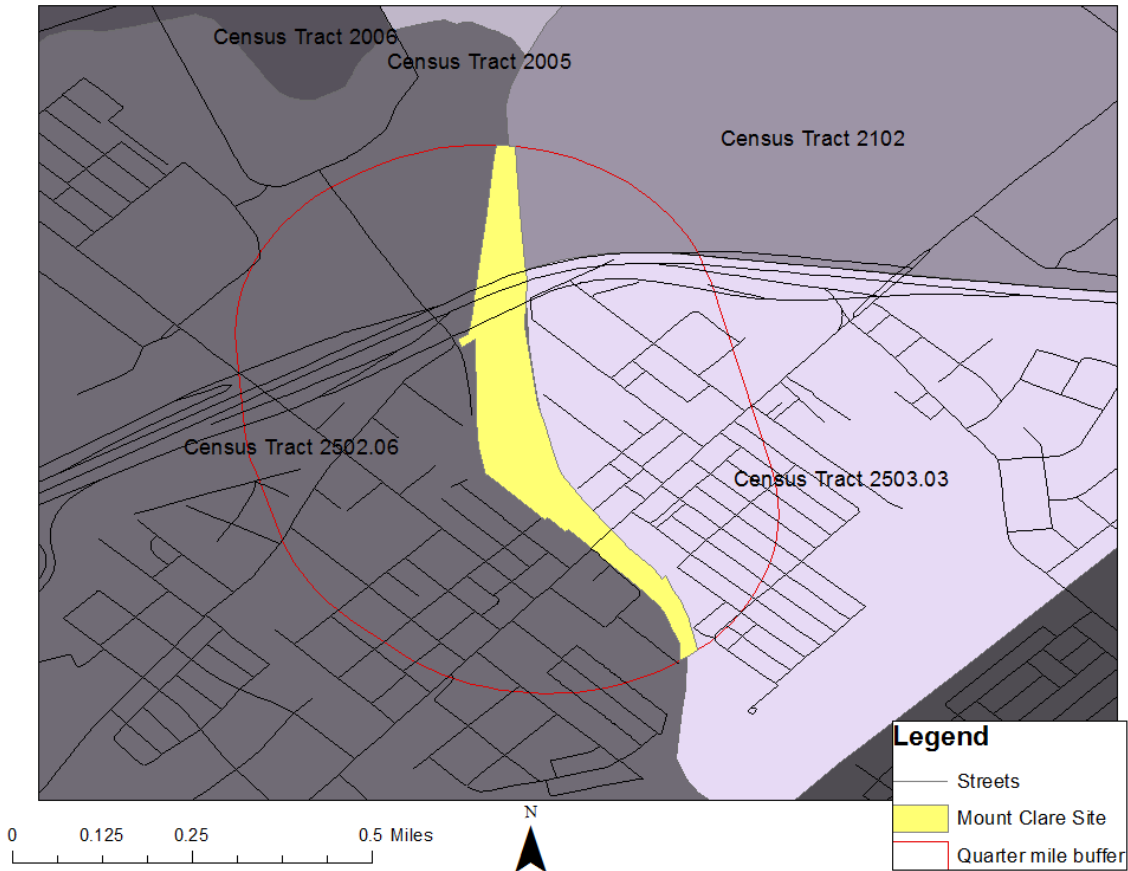 Census Tract 2006
Census Tract 2005
Census Tract 2102
Census Tract 2502.06
Census Tract 2503.03
Legend
Streets
Mount Clare Site
Quarter mile buffer
N
0 0.125 0.25 0.5 Miles